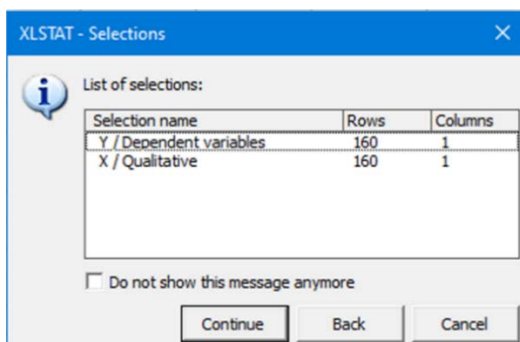 XLSTAT - Selections
List of selections:
Selection name Rows Columns
Y / Dependent variables 160 1
X / Qualitative 160 1
Do not show this message anymore
Continue Back Cancel